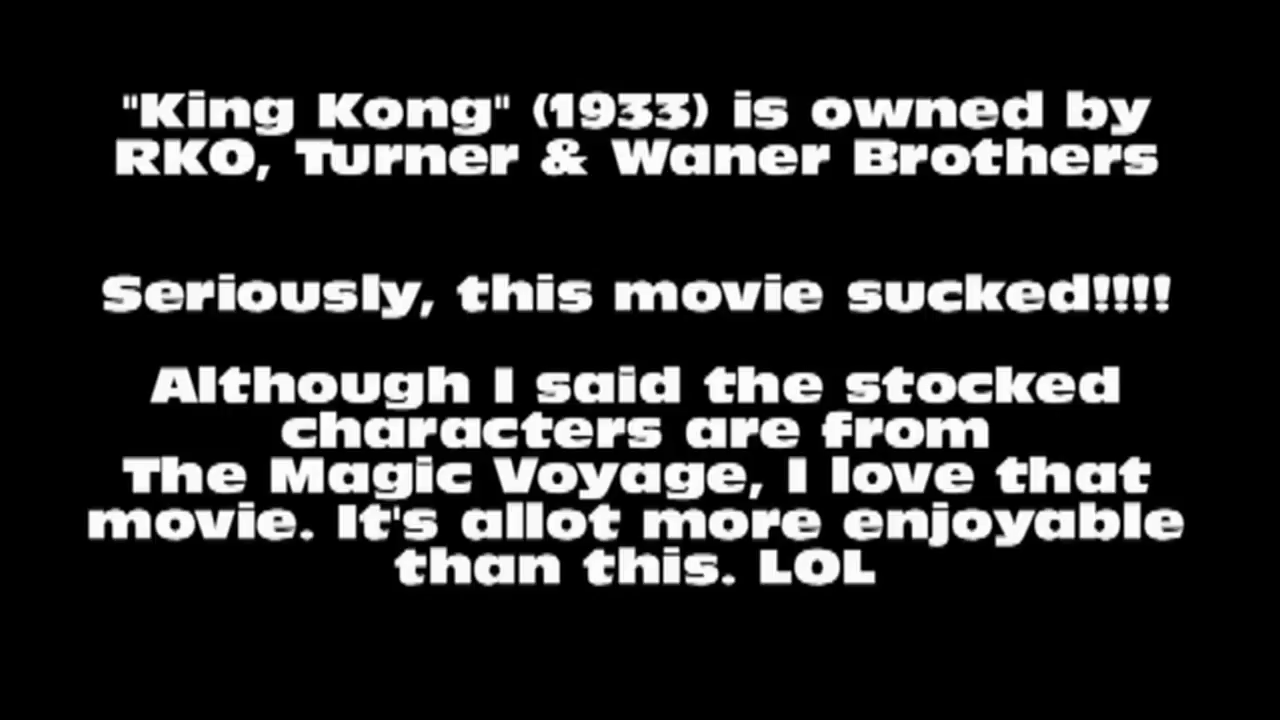 "King Kong" (1933) is owned by
RKO, Turner & Waner Brothers
Seriously, this movie sucked!!!!
Although I said the stocked
characters are from
The Magic Voyage, I love that
movie. It's allot more enjoyable
than this. LOL